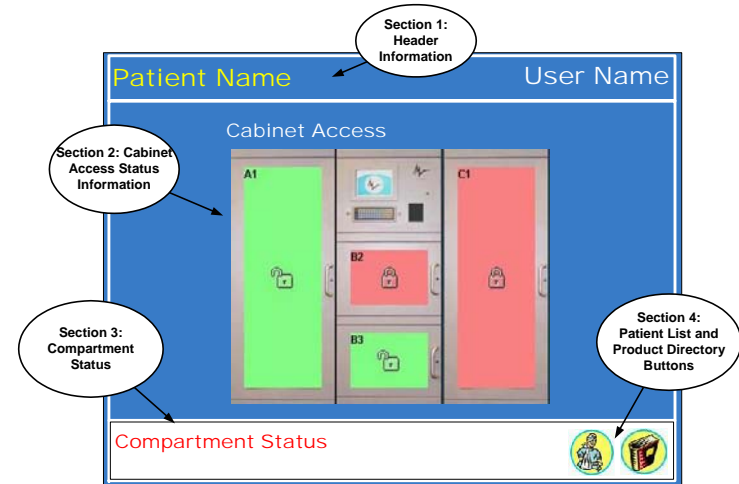 Section 1:
Header
Information
Patient Name
User Name
Cabinet Access
Section 2: Cabinet
Access Status
Information
A1
C1
B2
B3
Section 3:
Compartment
Status
Section 4:
Patient List and
Product Directory
Buttons
Compartment Status